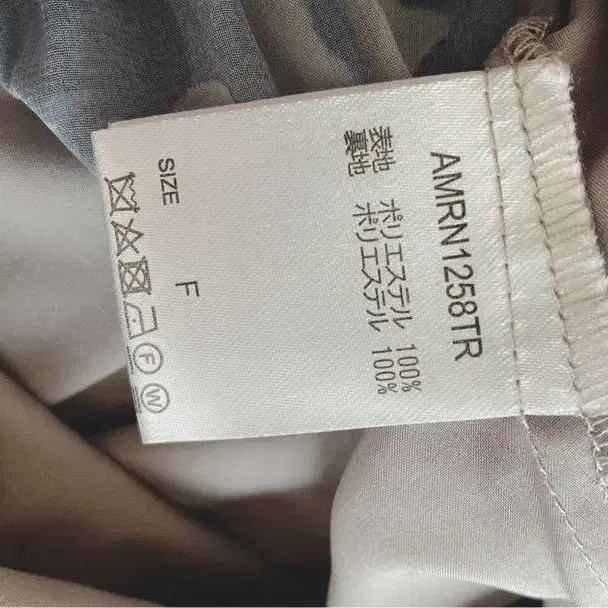 AMRN1258TR
表地 ポリエステル 100%
裏地 ポリエステル 100%
SIZE F
F W